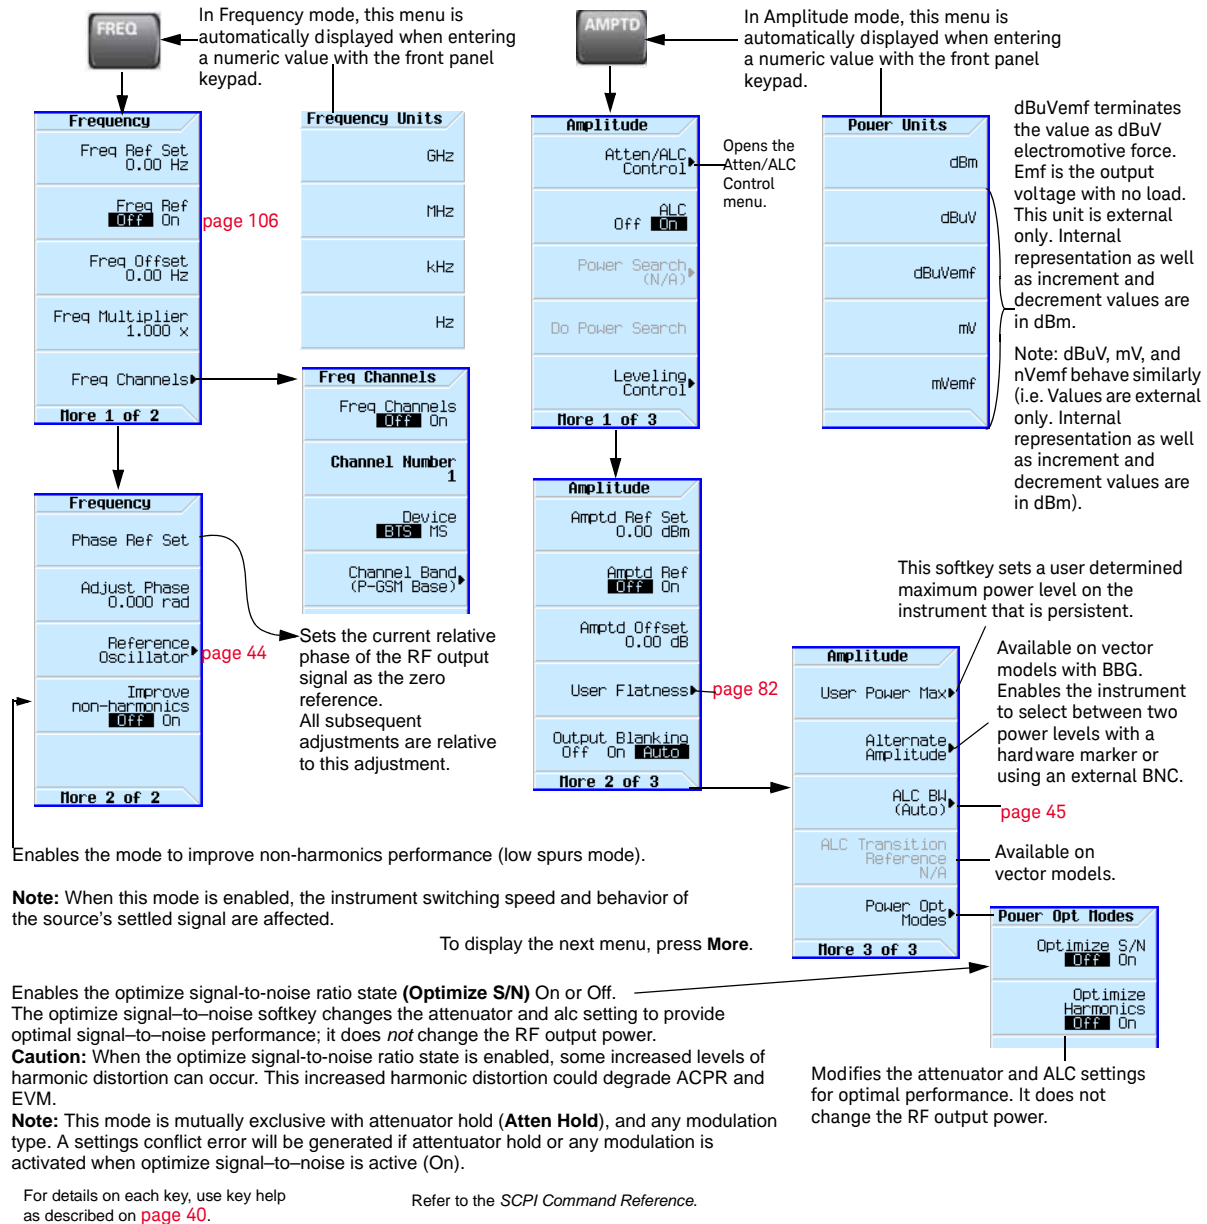 FREQ
In Frequency mode, this menu is
automatically displayed when entering
a numeric value with the front panel
keypad.
Frequency
Freq Ref Set
0.00 Hz
Freq Ref
Off On
page 106
Freq Offset
0.00 Hz
Freq Multiplier
1.000 x
Freq Channels
More 1 of 2
Frequency Units
GHz
MHz
kHz
Hz
Freq Channels
Freq Channels
Off On
Channel Number
1
Device
BTS MS
Channel Band
(P-GSM Base)
Frequency
Phase Ref Set
Adjust Phase
0.000 rad
Reference
Oscillator
page 44
Improve
non-harmonics
Off On
More 2 of 2
Sets the current relative
phase of the RF output
signal as the zero
reference.
All subsequent
adjustments are relative
to this adjustment.
AMPTD
In Amplitude mode, this menu is
automatically displayed when entering
a numeric value with the front panel
keypad.
Amplitude
Atten/ALC
Control
Opens the
Atten/ALC
Control
menu.
ALC
Off On
Power Search
(N/A)
Do Power Search
Leveling
Control
More 1 of 3
Power Units
dBm
dBuV
dBuVemf
mV
mVemf
dBuVemf terminates
the value as dBuV
electromotive force.
Emf is the output
voltage with no load.
This unit is external
only. Internal
representation as well
as increment and
decrement values are
in dBm.
Note: dBuV, mV, and
nVemf behave similarly
(i.e. Values are external
only. Internal
representation as well
as increment and
decrement values are
in dBm).
Amplitude
Amptd Ref Set
0.00 dBm
Amptd Ref
Off On
Amptd Offset
0.00 dB
User Flatness
page 82
Output Blanking
Off On Auto
More 2 of 3
This softkey sets a user determined
maximum power level on the
instrument that is persistent.
Amplitude
User Power Max
Alternate
Amplitude
Available on vector
models with BBG.
Enables the instrument
to select between two
power levels with a
hardware marker or
using an external BNC.
ALC BW
(Auto)
page 45
ALC Transition
Reference
N/A
Available on
vector models.
Power Opt
Modes
More 3 of 3
Power Opt Modes
Optimize S/N
Off On
Optimize
Harmonics
Off On
Modifies the attenuator and ALC settings
for optimal performance. It does not
change the RF output power.
Enables the mode to improve non-harmonics performance (low spurs mode).
Note: When this mode is enabled, the instrument switching speed and behavior of
the source's settled signal are affected.
To display the next menu, press More.
Enables the optimize signal-to-noise ratio state (Optimize S/N) On or Off.
The optimize signal–to–noise softkey changes the attenuator and alc setting to provide
optimal signal–to–noise performance; it does not change the RF output power.
Caution: When the optimize signal-to-noise ratio state is enabled, some increased levels of
harmonic distortion can occur. This increased harmonic distortion could degrade ACPR and
EVM.
Note: This mode is mutually exclusive with attenuator hold (Atten Hold), and any modulation
type. A settings conflict error will be generated if attentuator hold or any modulation is
activated when optimize signal–to–noise is active (On).
For details on each key, use key help
as described on page 40.
Refer to the SCPI Command Reference.